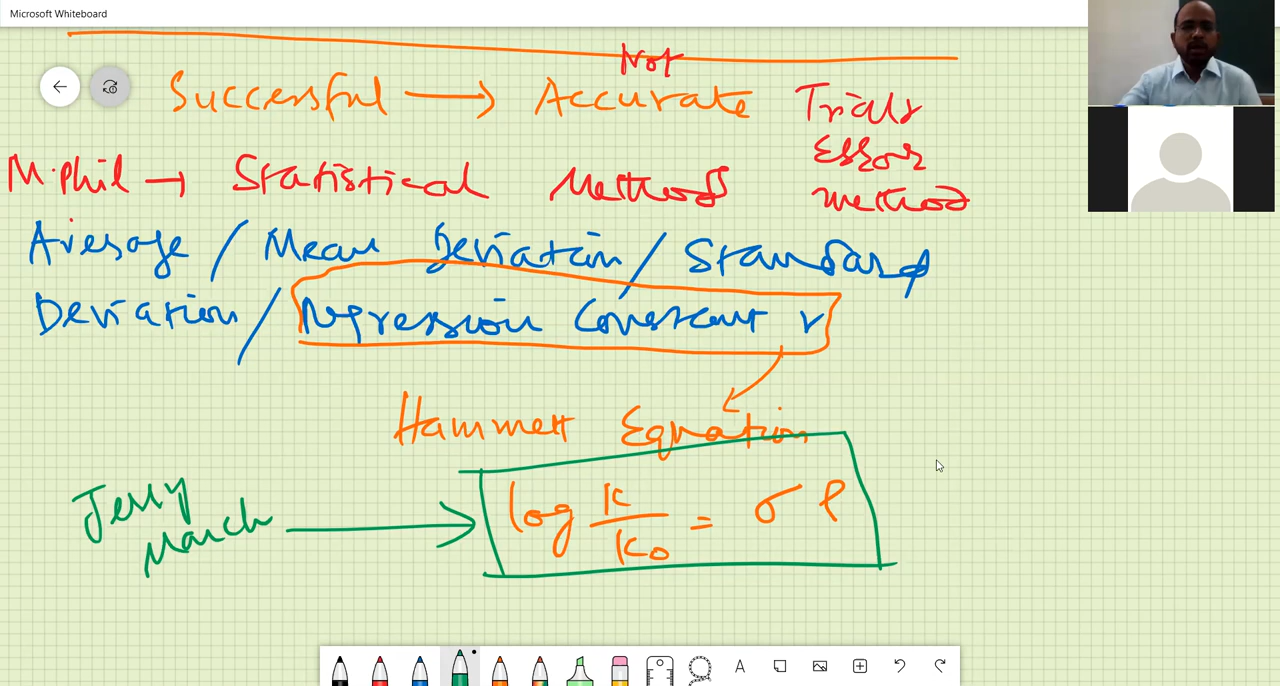 Microsoft Whiteboard
Not
Successful → Accurate
Trials
Error
method
M.Phil → Statistical Methods
Average / Mean Deviation / Standard
Deviation / Regression Constant r
Hammett Equation
Jerry
March
log K/K0 = σ ρ
A